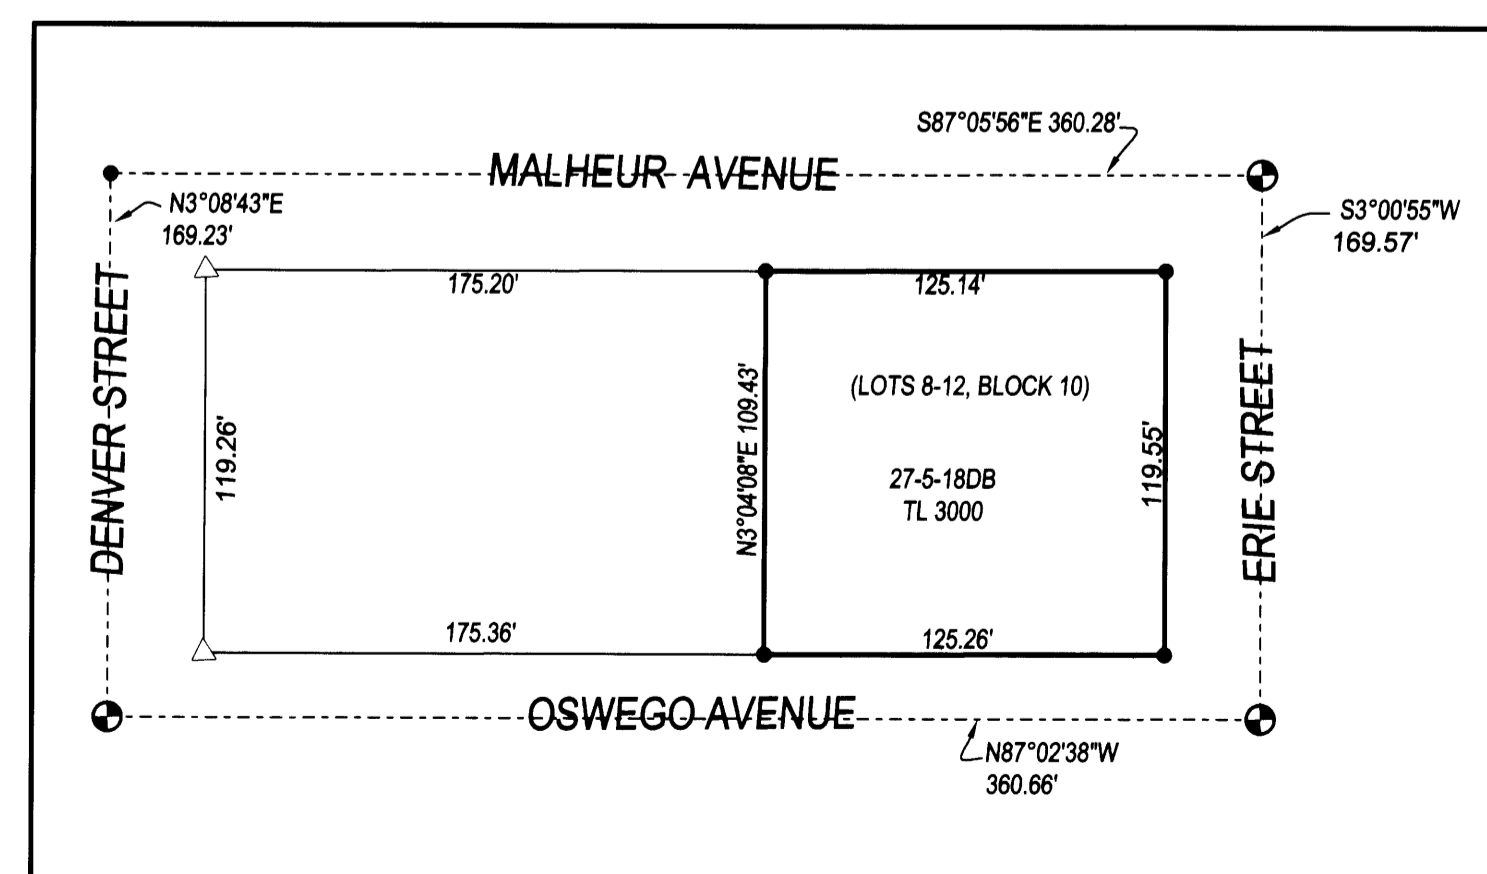 S87°05'56"E 360.28'
MALHEUR AVENUE
N3°08'43"E
169.23'
S3°00'55"W
169.57'
175.20'
125.14'
DENVER STREET
119.26'
N3°04'08"E 109.43'
(LOTS 8-12, BLOCK 10)
27-5-18DB
TL 3000
119.55'
ERIE STREET
175.36'
125.26'
OSWEGO AVENUE
N87°02'38"W
360.66'